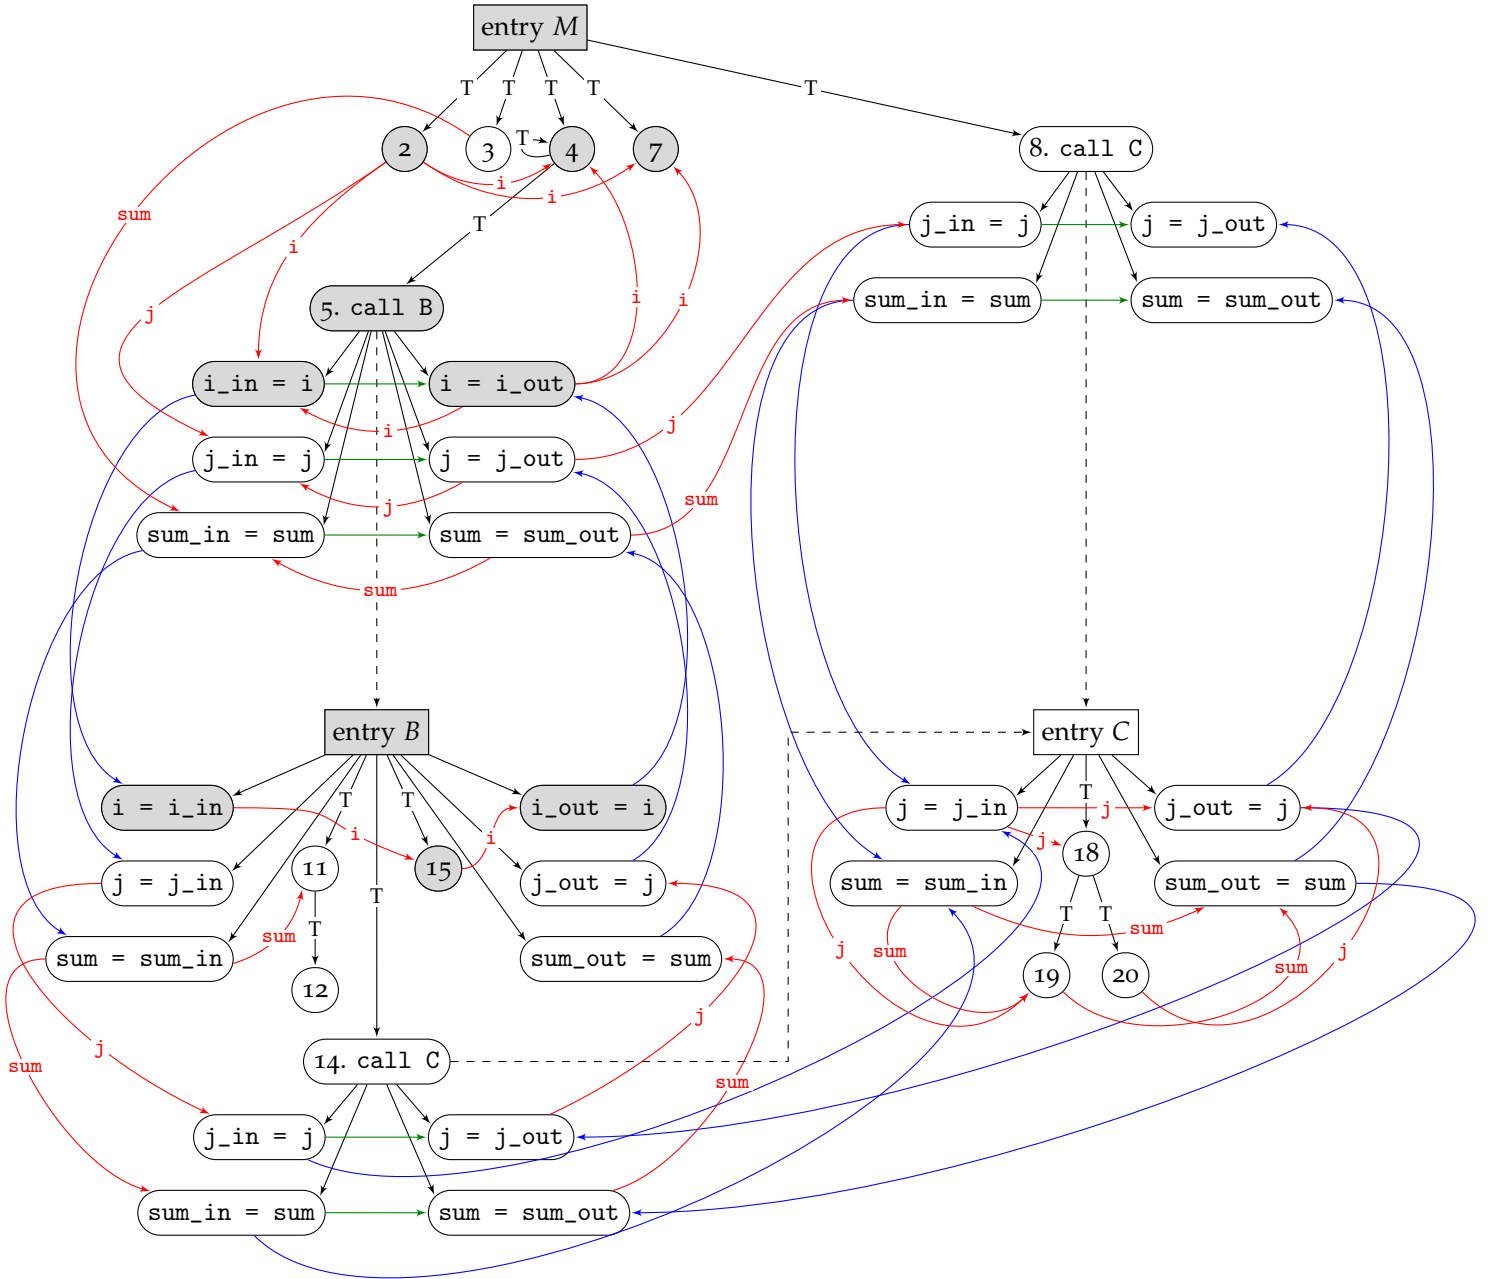 entry M
T T T T T
2 3 T 4 7 8. call C
i i
sum T j_in = j j = j_out
i
5. call B sum_in = sum sum = sum_out
j i i
i_in = i i = i_out
i j
j_in = j j = j_out
j sum
sum_in = sum sum = sum_out
sum
entry B entry C
T T T
i = i_in i_out = i j = j_in j j_out = j
i i j
11 15 18
j = j_in j_out = j sum = sum_in sum_out = sum
T T T
sum T sum
sum = sum_in sum_out = sum j sum sum j
12 19 20
j j
14. call C
sum sum
j_in = j j = j_out
sum_in = sum sum = sum_out